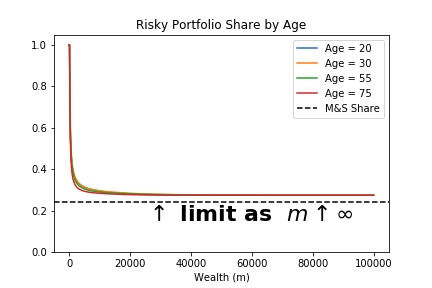 Risky Portfolio Share by Age
1.0
0.8
0.6
0.4
0.2
0.0
Age = 20
Age = 30
Age = 55
Age = 75
M&S Share
↑ limit as m ↑ ∞
0
20000
40000
60000
80000
100000
Wealth (m)